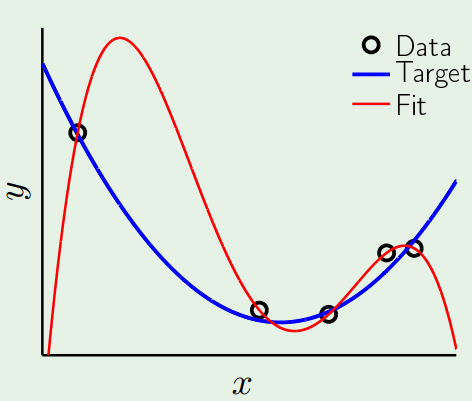 Data
Target
Fit
y
x